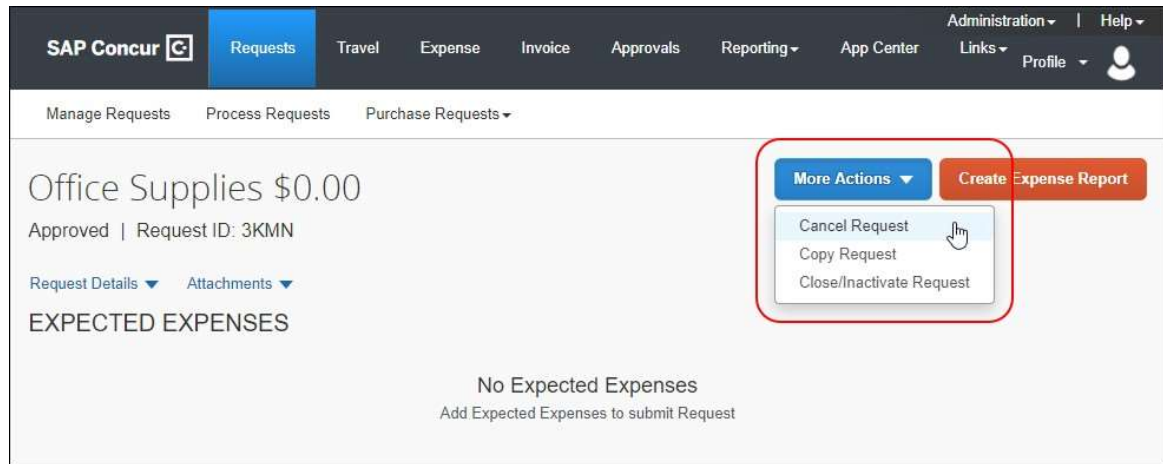 Administration | Help
SAP Concur C Requests Travel Expense Invoice Approvals Reporting App Center Links
Profile
Manage Requests Process Requests Purchase Requests
Office Supplies $0.00
More Actions Create Expense Report
Approved | Request ID: 3KMN
Cancel Request
Copy Request
Close/Inactivate Request
Request Details Attachments
EXPECTED EXPENSES
No Expected Expenses
Add Expected Expenses to submit Request